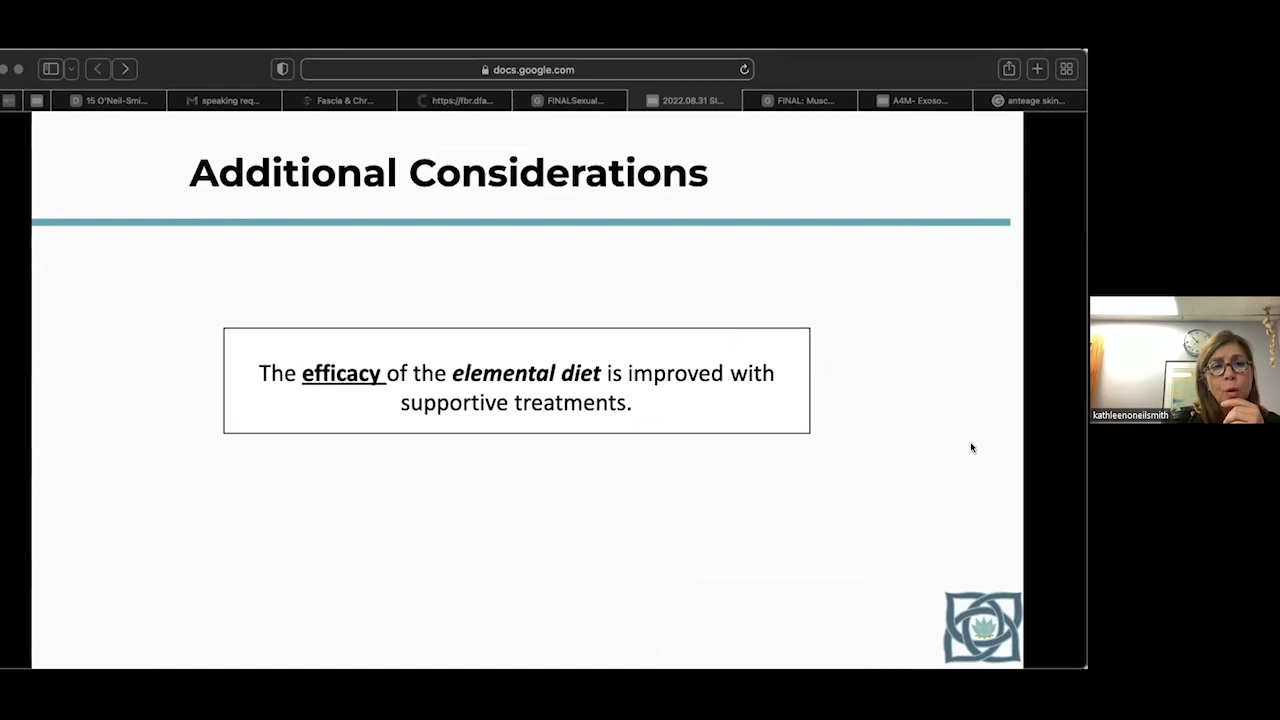 docs.google.com
15 O'Neil-Smi...
speaking req...
Fascia & Chr...
https://fbr.dfa...
FINALSexual...
2022.08.31 SI...
FINAL: Musc...
A4M- Exoso...
anteage skin...
Additional Considerations
The efficacy of the elemental diet is improved with
supportive treatments.
kathleenoneilsmith